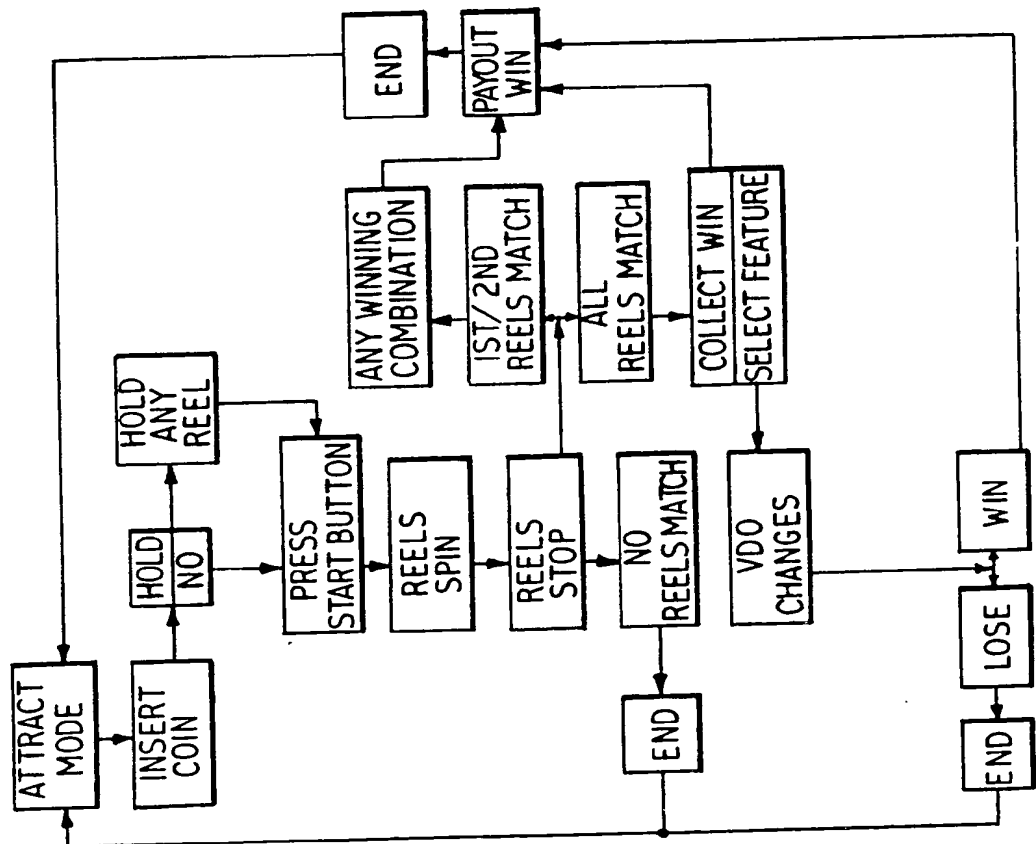 ATTRACT
MODE
INSERT
COIN
HOLD
NO
HOLD
ANY
REEL
PRESS
START BUTTON
REELS
SPIN
REELS
STOP
NO
REELS MATCH
END
ANY WINNING
COMBINATION
1ST/2ND
REELS MATCH
ALL
REELS MATCH
COLLECT WIN
SELECT FEATURE
PAYOUT
WIN
END
VDO
CHANGES
WIN
LOSE
END